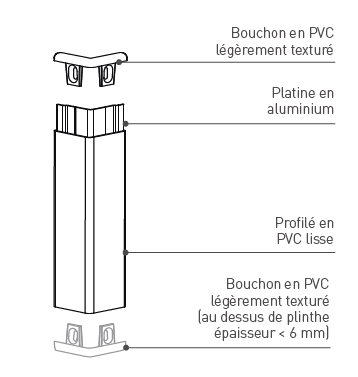 Bouchon en PVC
légèrement texturé
Platine en
aluminium
Profilé en
PVC lisse
Bouchon en PVC
légèrement texturé
(au dessus de plinthe
épaisseur < 6 mm)